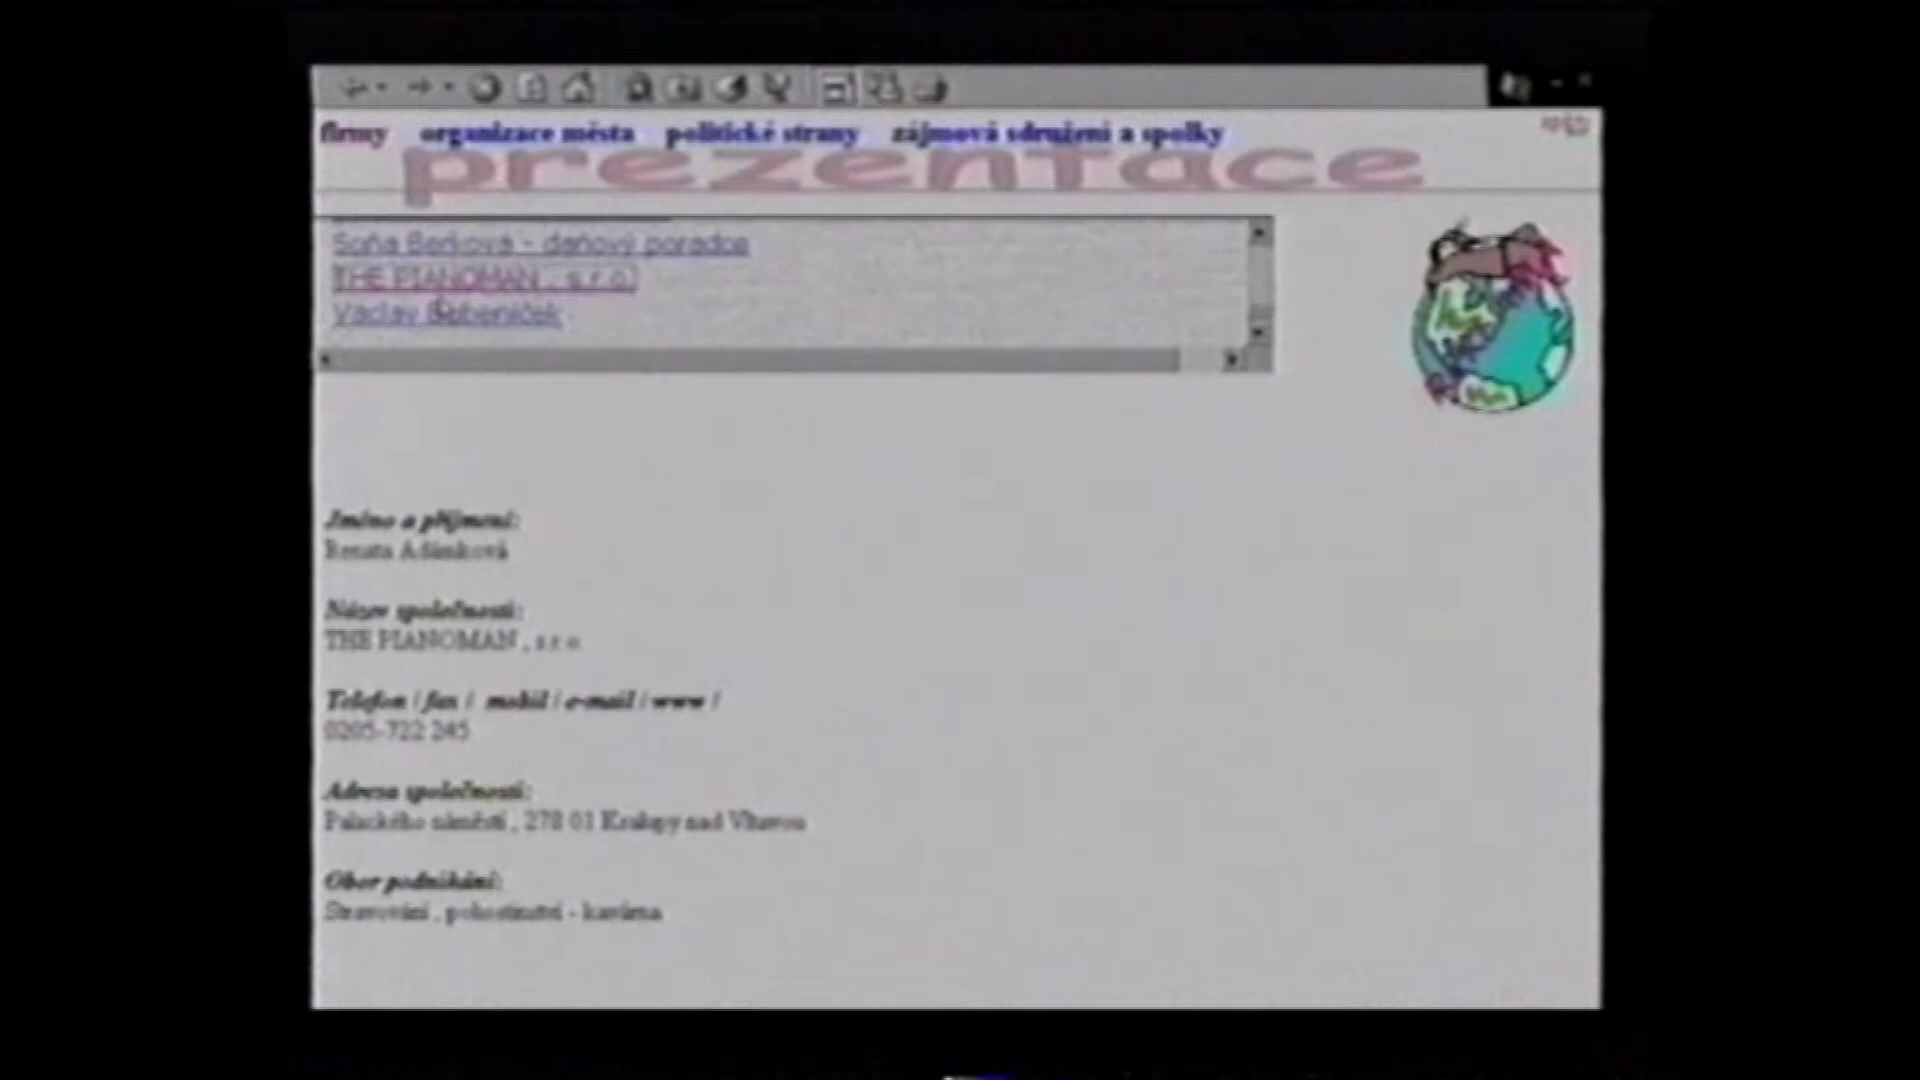 firmy organizace města politické strany zájmová sdružení a spolky
prezentace
Soňa Beňková - daňový poradce
THE PIANOMAN , s.r.o.
Václav
Jméno a příjmení:
Renata Adámková
Název společnosti:
THE PIANOMAN , s.r.o.
Telefon / fax / mobil / e-mail / www /
0205-722 245
Adresa společnosti:
Palackého náměstí , 278 01 Kralupy nad Vltavou
Obor podnikání:
Stravování , pohostinství - kavárna